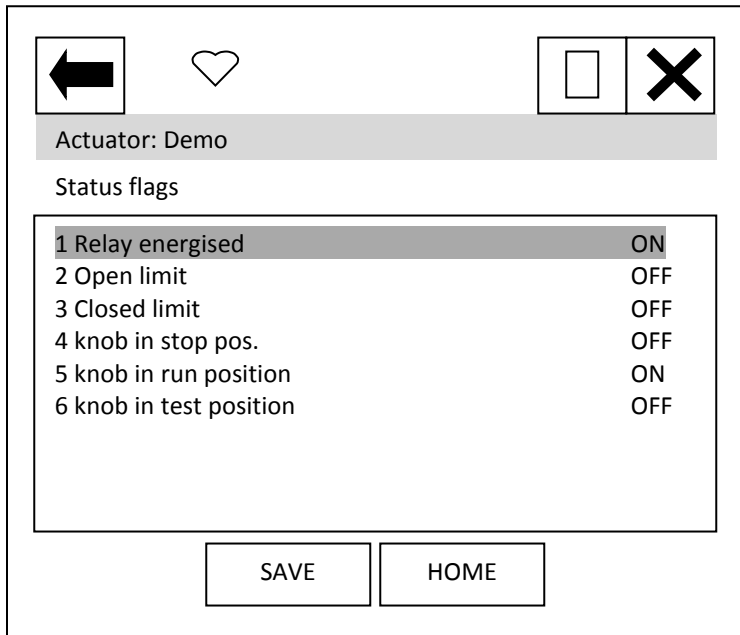 Actuator: Demo
Status flags
1 Relay energised ON
2 Open limit OFF
3 Closed limit OFF
4 knob in stop pos. OFF
5 knob in run position ON
6 knob in test position OFF
SAVE HOME